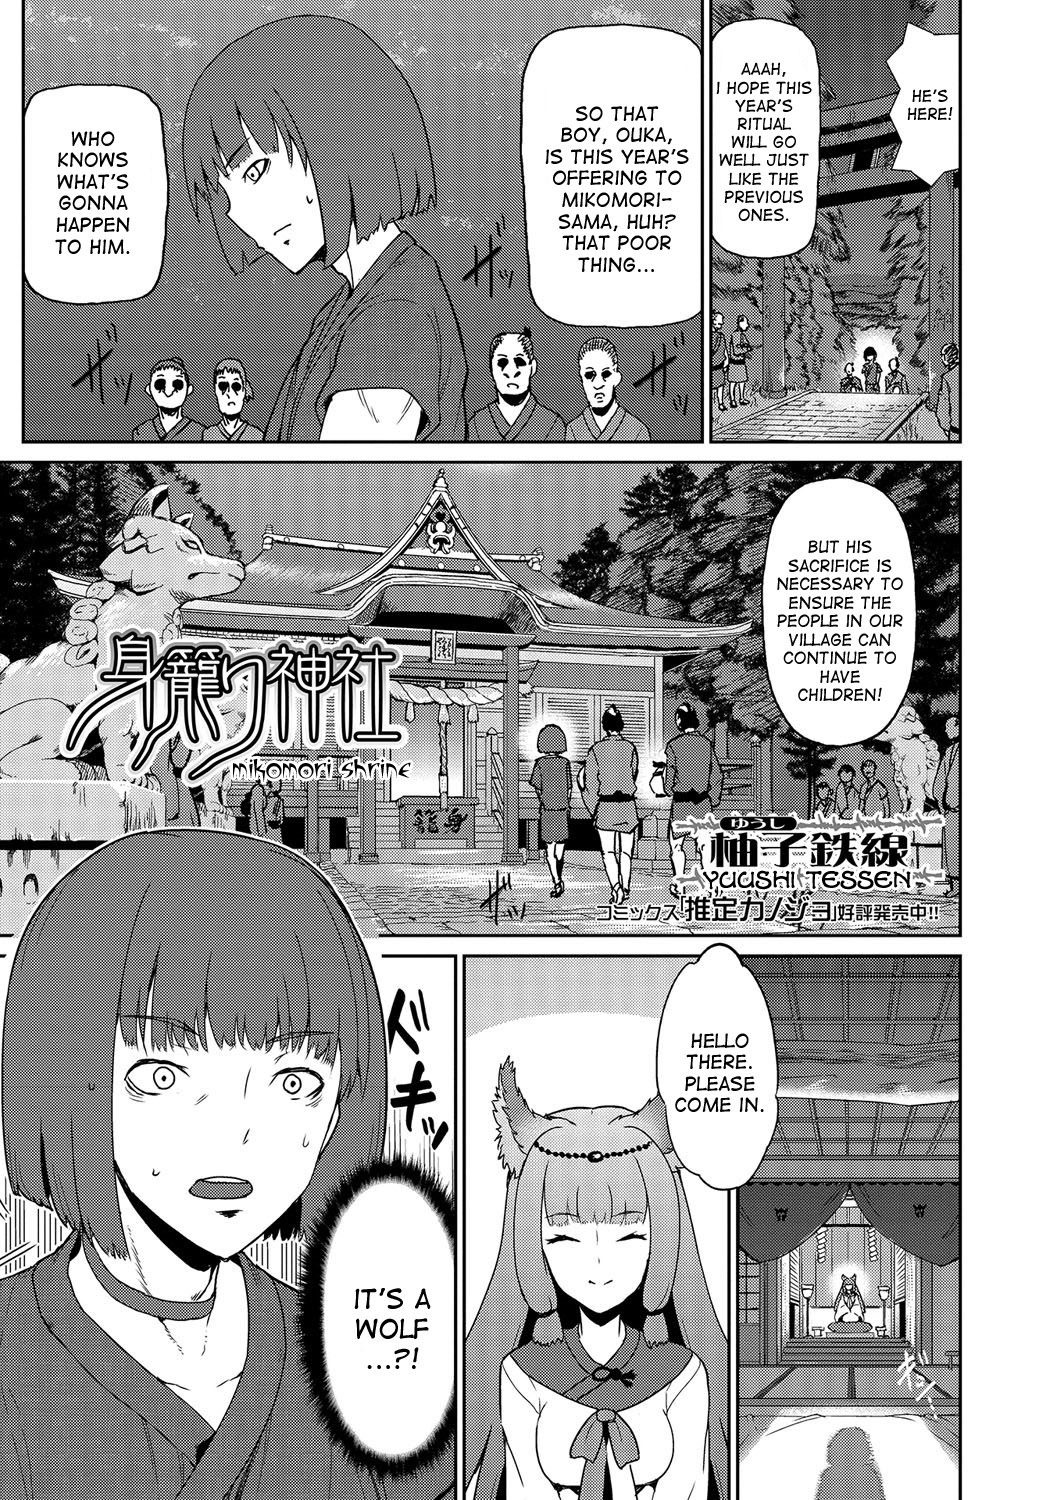 HE'S
HERE!
AAAH,
I HOPE THIS
YEAR'S
RITUAL
WILL GO
WELL JUST
LIKE THE
PREVIOUS
ONES.
SO THAT
BOY, OUKA,
IS THIS YEAR'S
OFFERING TO
MIKOMORI-
SAMA, HUH?
THAT POOR
THING...
WHO
KNOWS
WHAT'S
GONNA
HAPPEN
TO HIM.
BUT HIS
SACRIFICE IS
NECESSARY TO
ENSURE THE
PEOPLE IN OUR
VILLAGE CAN
CONTINUE TO
HAVE
CHILDREN!
身籠り神社
mikomori shrine
ゆうし
柚子鉄線
YUUSHI TESSEN
コミックス「推定カノジョ」好評発売中!!
HELLO
THERE.
PLEASE
COME IN.
ドキッ
IT'S A
WOLF
...?!